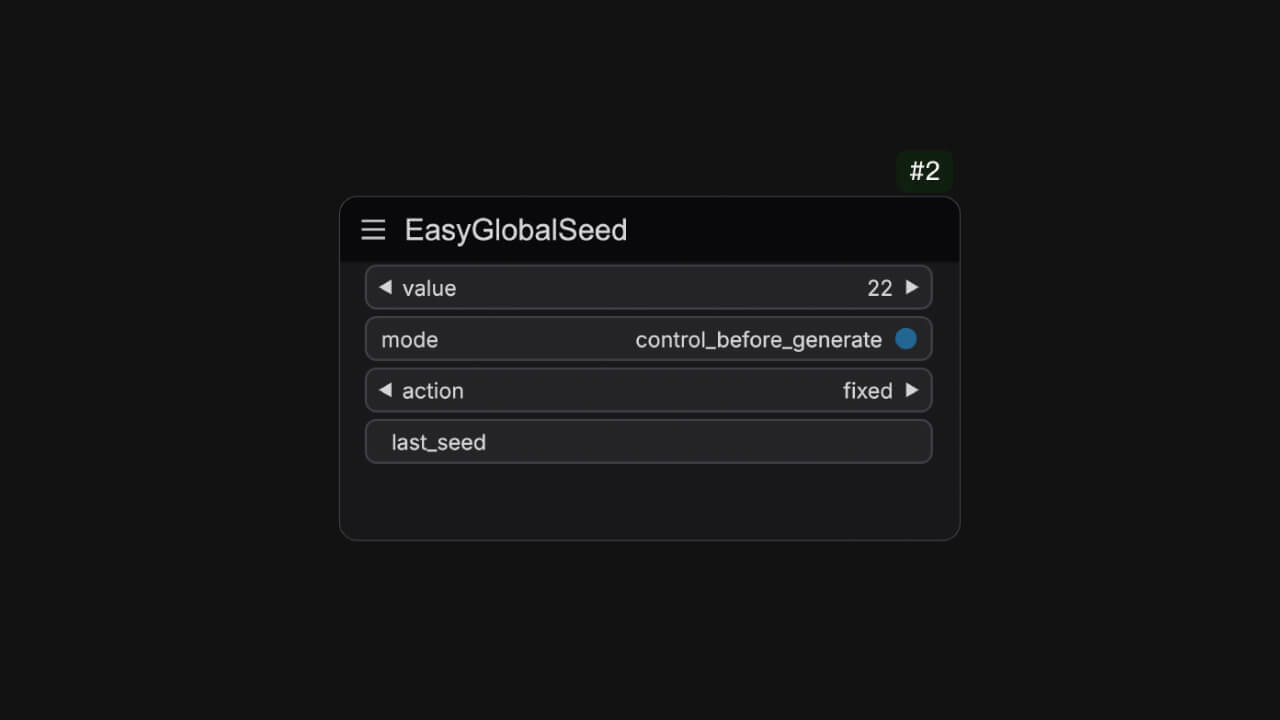 #2
EasyGlobalSeed
value 22
mode control_before_generate
action fixed
last_seed